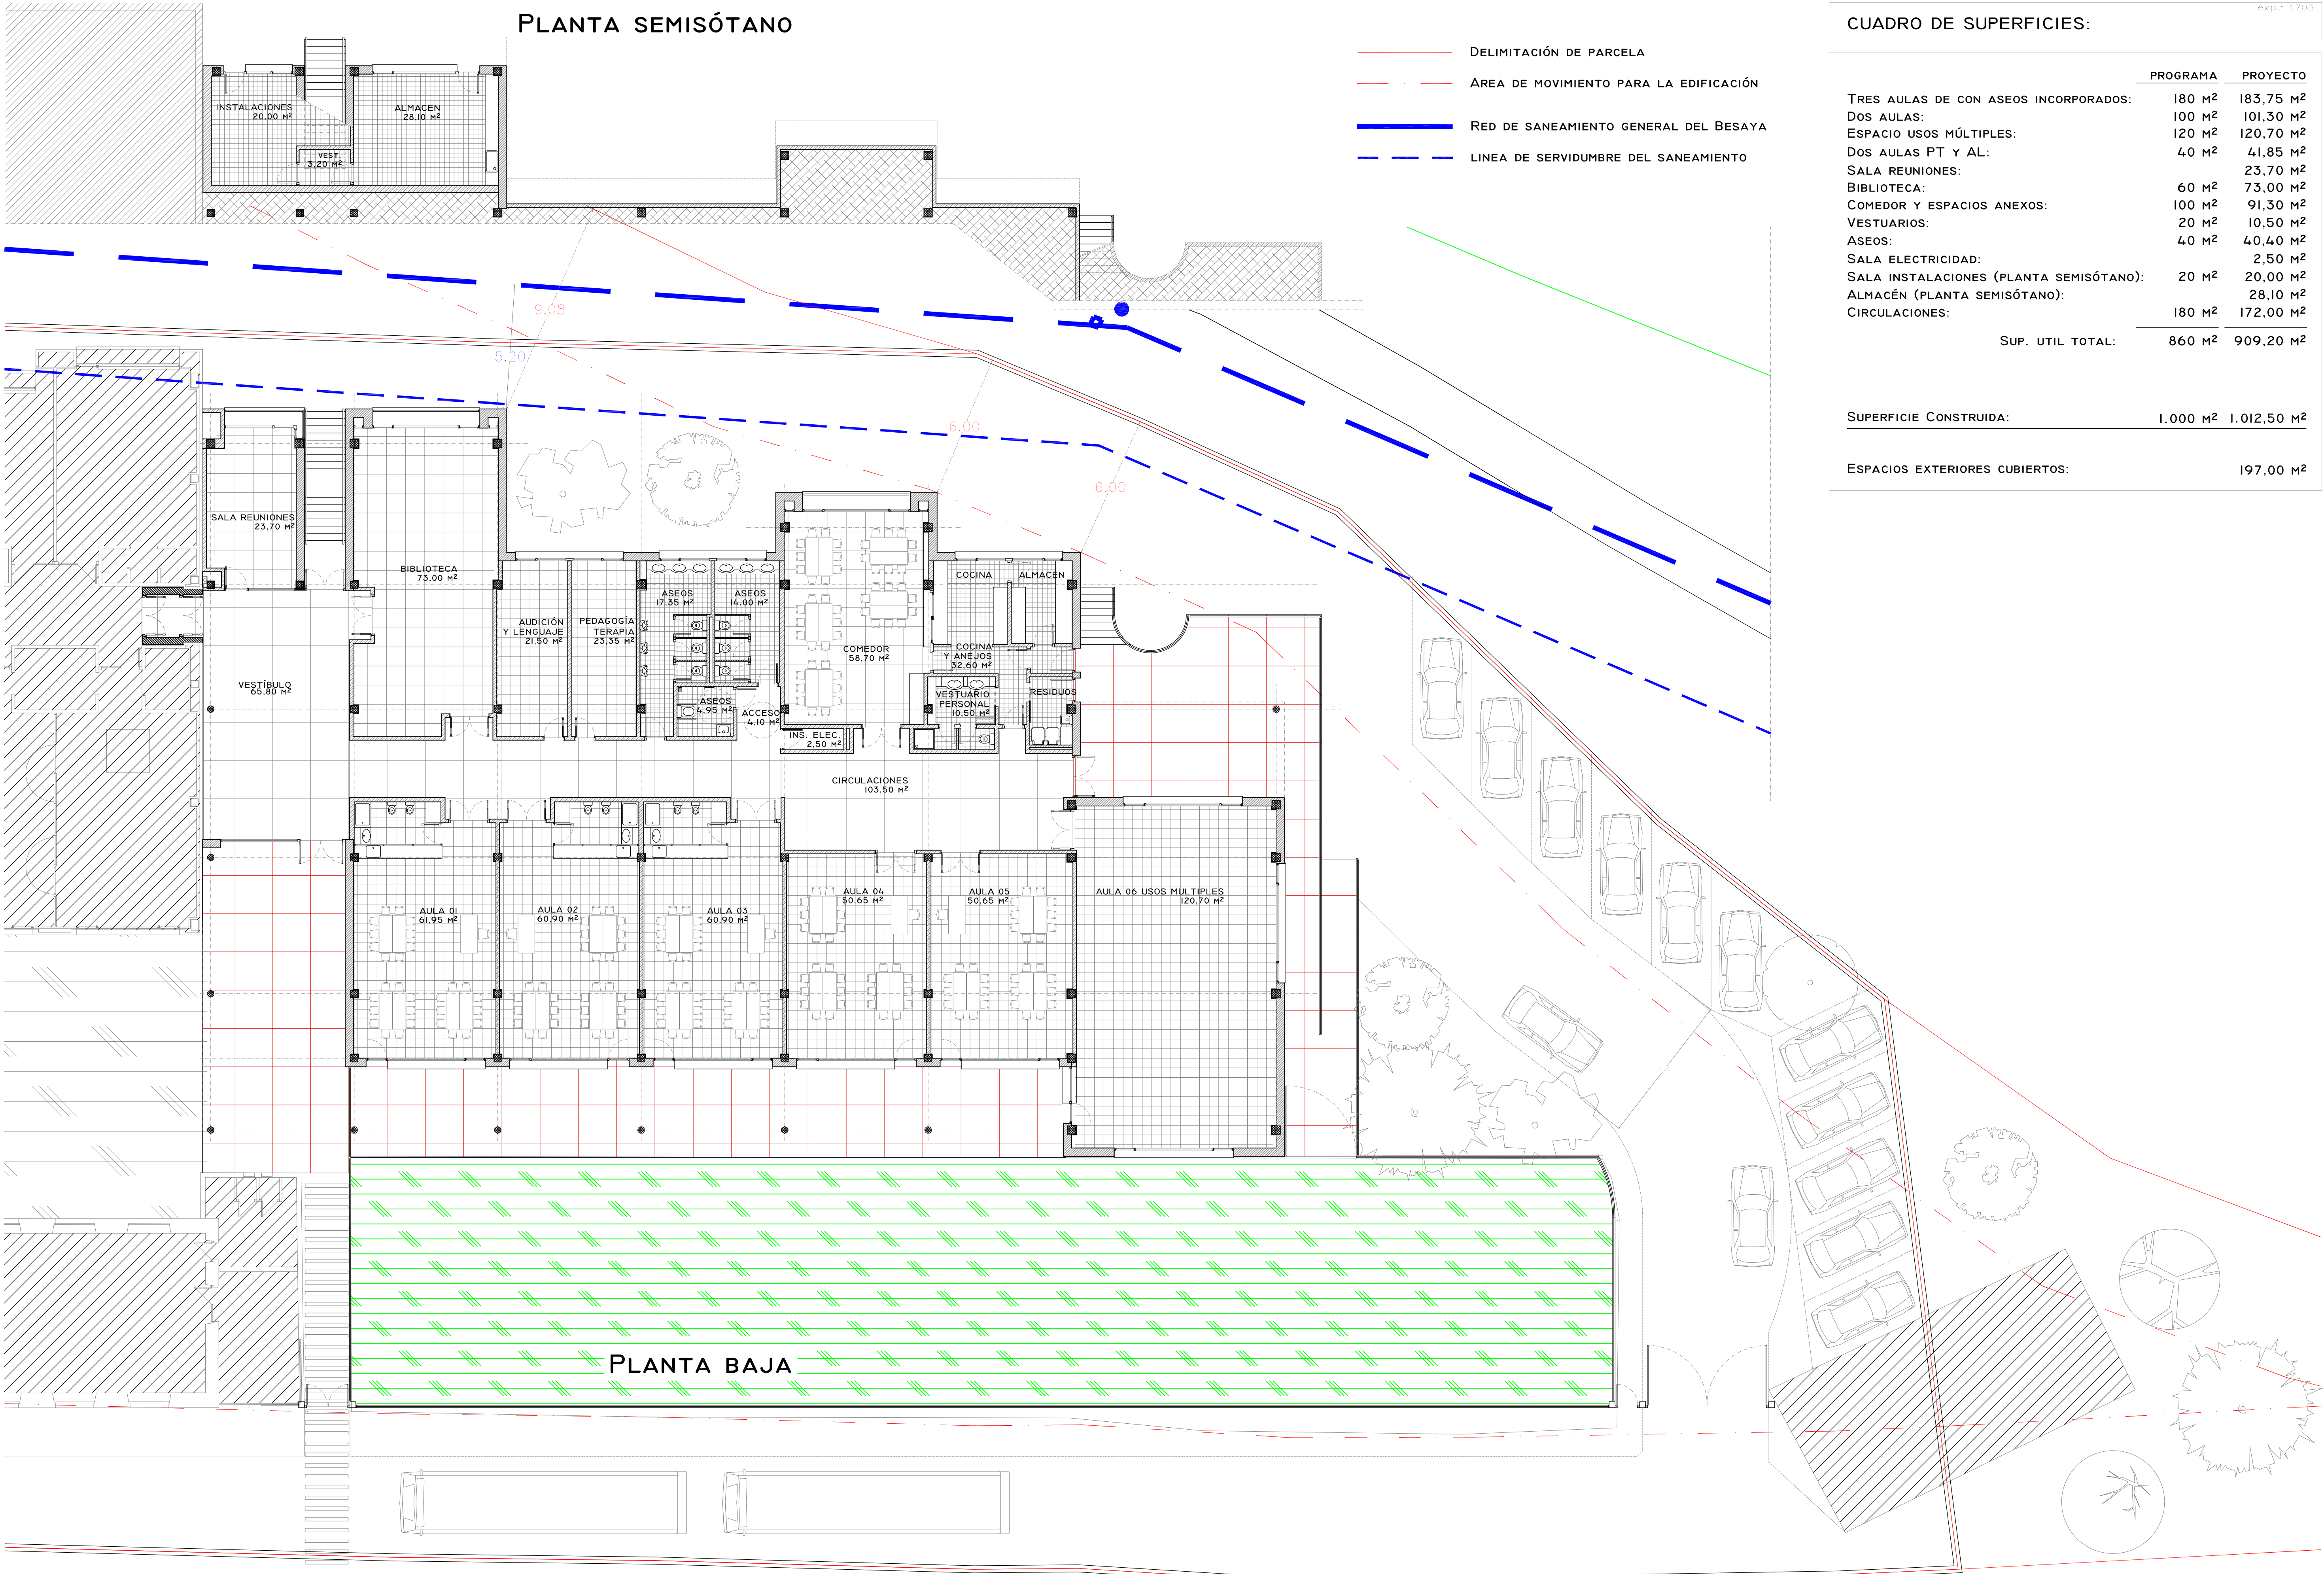 PLANTA SEMISÓTANO
exp.: 1703
CUADRO DE SUPERFICIES:
DELIMITACIÓN DE PARCELA
AREA DE MOVIMIENTO PARA LA EDIFICACIÓN
RED DE SANEAMIENTO GENERAL DEL BESAYA
LINEA DE SERVIDUMBRE DEL SANEAMIENTO
PROGRAMA PROYECTO
TRES AULAS DE CON ASEOS INCORPORADOS: 180 M² 183,75 M²
DOS AULAS: 100 M² 101,30 M²
ESPACIO USOS MÚLTIPLES: 120 M² 120,70 M²
DOS AULAS PT Y AL: 40 M² 41,85 M²
SALA REUNIONES: 23,70 M²
BIBLIOTECA: 60 M² 73,00 M²
COMEDOR Y ESPACIOS ANEXOS: 100 M² 91,30 M²
VESTUARIOS: 20 M² 10,50 M²
ASEOS: 40 M² 40,40 M²
SALA ELECTRICIDAD: 2,50 M²
SALA INSTALACIONES (PLANTA SEMISÓTANO): 20 M² 20,00 M²
ALMACÉN (PLANTA SEMISÓTANO): 28,10 M²
CIRCULACIONES: 180 M² 172,00 M²
SUP. UTIL TOTAL: 860 M² 909,20 M²
SUPERFICIE CONSTRUIDA: 1.000 M² 1.012,50 M²
ESPACIOS EXTERIORES CUBIERTOS: 197,00 M²
INSTALACIONES
20,00 M²
ALMACEN
28,10 M²
VEST.
3,20 M²
9.08
5.20
6.00
6.00
SALA REUNIONES
23,70 M²
BIBLIOTECA
73,00 M²
AUDICIÓN
Y LENGUAJE
21,50 M²
PEDAGOGÍA
TERAPIA
23,35 M²
ASEOS
17,35 M²
ASEOS
14,00 M²
COMEDOR
58,70 M²
COCINA
ALMACEN
COCINA
Y ANEJOS
32,60 M²
VESTUARIO
PERSONAL
10,50 M²
RESIDUOS
VESTÍBULO
65,80 M²
ASEOS
4,95 M²
ACCESO
4,10 M²
INS. ELEC.
2,50 M²
CIRCULACIONES
103,50 M²
AULA 01
61,95 M²
AULA 02
60,90 M²
AULA 03
60,90 M²
AULA 04
50,65 M²
AULA 05
50,65 M²
AULA 06 USOS MULTIPLES
120,70 M²
PLANTA BAJA